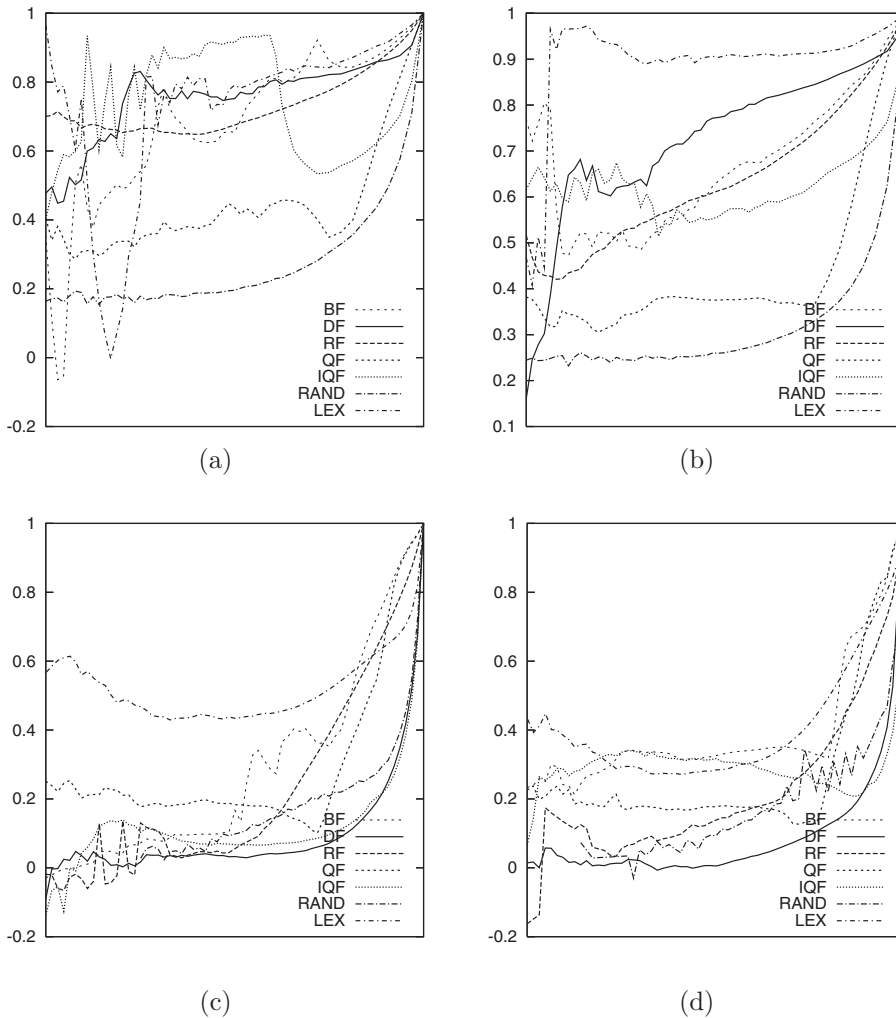 1
0.8
0.6
0.4
0.2
0
-0.2
BF
DF
RF
QF
IQF
RAND
LEX
(a)
1
0.9
0.8
0.7
0.6
0.5
0.4
0.3
0.2
0.1
BF
DF
RF
QF
IQF
RAND
LEX
(b)
1
0.8
0.6
0.4
0.2
0
-0.2
BF
DF
RF
QF
IQF
RAND
LEX
(c)
1
0.8
0.6
0.4
0.2
0
-0.2
BF
DF
RF
QF
IQF
RAND
LEX
(d)